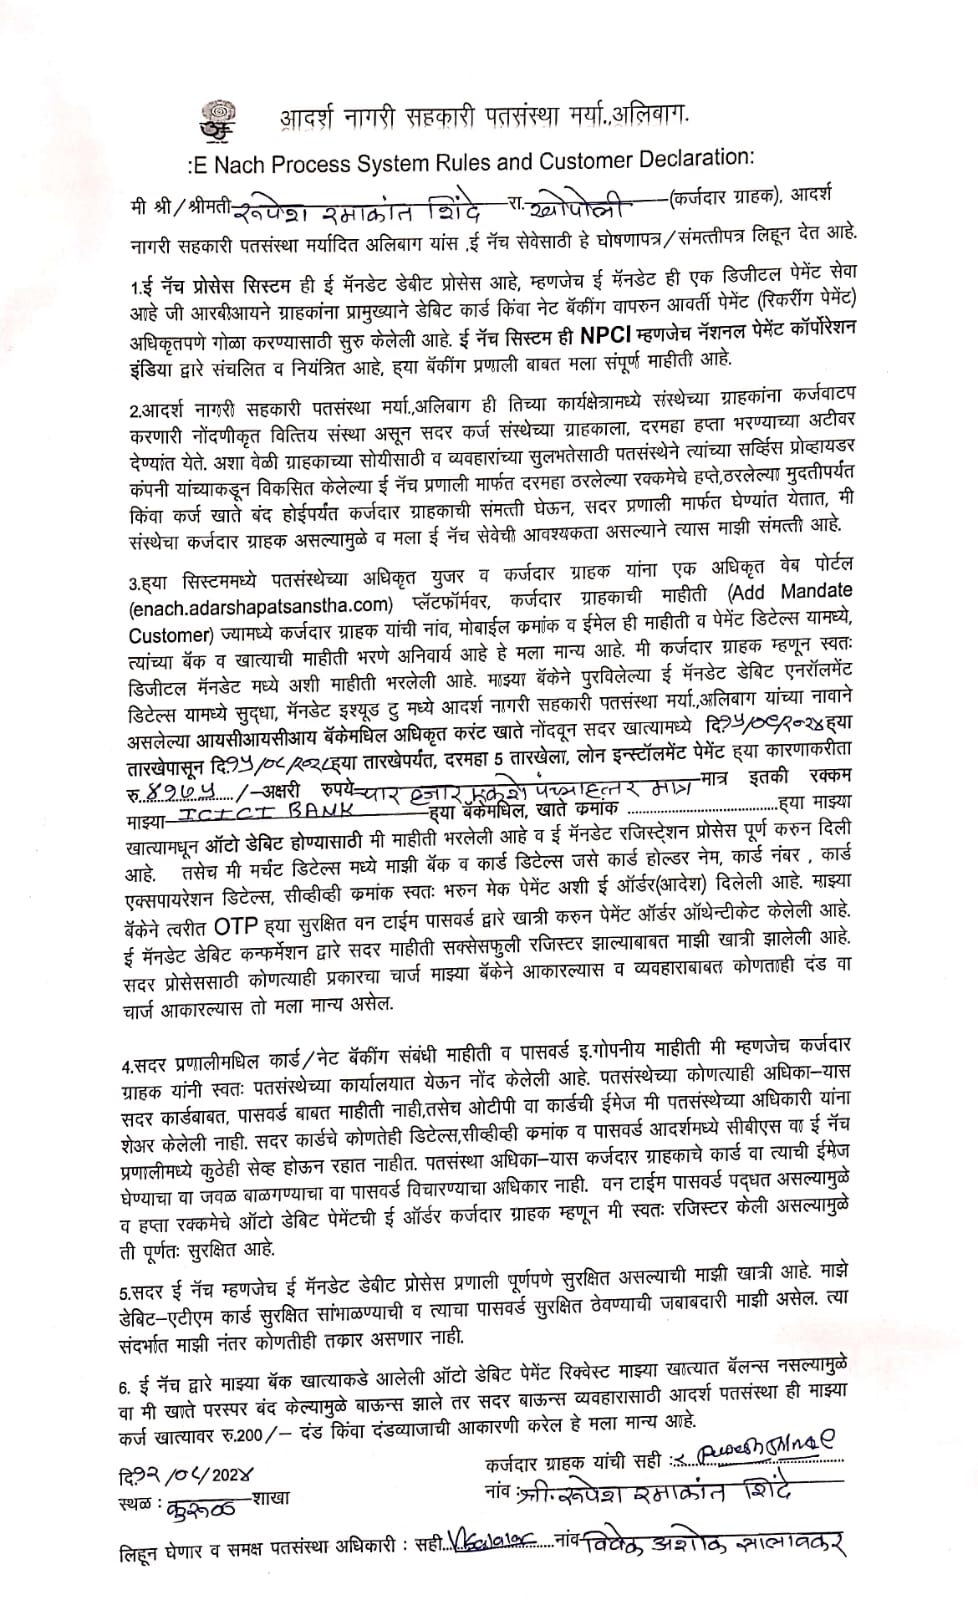 आदर्श नागरी सहकारी पतसंस्था मर्या.,अलिबाग.
:E Nach Process System Rules and Customer Declaration:
मी श्री/श्रीमती रुपेश रमाकांत शिंदे रा. खोपोली (कर्जदार ग्राहक), आदर्श
नागरी सहकारी पतसंस्था मर्यादित अलिबाग यांस ,ई नॅच सेवेसाठी हे घोषणापत्र/संमत्तीपत्र लिहून देत आहे.
1.ई नॅच प्रोसेस सिस्टम ही ई मॅनडेट डेबीट प्रोसेस आहे, म्हणजेच ई मॅनडेट ही एक डिजीटल पेमेंट सेवा
आहे जी आरबीआयने ग्राहकांना प्रामुख्याने डेबिट कार्ड किंवा नेट बॅकींग वापरुन आवर्ती पेमेंट (रिकरींग पेमेंट)
अधिकृतपणे गोळा करण्यासाठी सुरु केलेली आहे. ई नॅच सिस्टम ही NPCI म्हणजेच नॅशनल पेमेंट कॉर्पोरेशन
इंडिया द्वारे संचलित व नियंत्रित आहे, ह्या बॅकींग प्रणाली बाबत मला संपूर्ण माहीती आहे.
2.आदर्श नागरी सहकारी पतसंस्था मर्या.,अलिबाग ही तिच्या कार्यक्षेत्रामध्ये संस्थेच्या ग्राहकांना कर्जवाटप
करणारी नोंदणीकृत वित्तिय संस्था असून सदर कर्ज संस्थेच्या ग्राहकाला, दरमहा हप्ता भरण्याच्या अटीवर
देण्यांत येते. अशा वेळी ग्राहकाच्या सोयीसाठी व व्यवहारांच्या सुलभतेसाठी पतसंस्थेने त्यांच्या सर्व्हिस प्रोव्हायडर
कंपनी यांच्याकडून विकसित केलेल्या ई नॅच प्रणाली मार्फत दरमहा ठरलेल्या रक्कमेचे हप्ते,ठरलेल्या मुदतीपर्यत
किंवा कर्ज खाते बंद होईपर्यंत कर्जदार ग्राहकाची संमत्ती घेऊन, सदर प्रणाली मार्फत घेण्यांत येतात, मी
संस्थेचा कर्जदार ग्राहक असल्यामुळे व मला ई नॅच सेवेची आवश्यकता असल्याने त्यास माझी संमत्ती आहे.
3.ह्या सिस्टममध्ये पतसंस्थेच्या अधिकृत युजर व कर्जदार ग्राहक यांना एक अधिकृत वेब पोर्टल
(enach.adarshapatsanstha.com) प्लॅटफॉर्मवर, कर्जदार ग्राहकाची माहीती (Add Mandate
Customer) ज्यामध्ये कर्जदार ग्राहक यांची नांव, मोबाईल क्रमांक व ईमेल ही माहीती व पेमेंट डिटेल्स यामध्ये,
त्यांच्या बॅक व खात्याची माहीती भरणे अनिवार्य आहे हे मला मान्य आहे. मी कर्जदार ग्राहक म्हणून स्वतः
डिजीटल मॅनडेट मध्ये अशी माहीती भरलेली आहे. माझ्या बॅकेने पुरविलेल्या ई मॅनडेट डेबिट एनरॉलमेंट
डिटेल्स यामध्ये सुद्धा, मॅनडेट इश्यूड टु मध्ये आदर्श नागरी सहकारी पतसंस्था मर्या.,अलिबाग यांच्या नावाने
असलेल्या आयसीआयसीआय बॅकेमधिल अधिकृत करंट खाते नोंदवून सदर खात्यामध्ये दि.१५/०८/२०२४ ह्या
तारखेपासून दि.१५/०८/२०२८ ह्या तारखेपर्यंत, दरमहा 5 तारखेला, लोन इन्स्टॉलमेंट पेमेंट ह्या कारणाकरीता
रु. ४१७५ /-अक्षरी रुपये चार हजार एकशे पंच्याहत्तर मात्र मात्र इतकी रक्कम
माझ्या ICICI BANK ह्या बॅकेमधिल, खाते कमांक ................................ह्या माझ्या
खात्यामधून ऑटो डेबिट होण्यासाठी मी माहीती भरलेली आहे व ई मॅनडेट रजिस्ट्रेशन प्रोसेस पूर्ण करुन दिली
आहे. तसेच मी मर्चंट डिटेल्स मध्ये माझी बॅक व कार्ड डिटेल्स जसे कार्ड होल्डर नेम, कार्ड नंबर , कार्ड
एक्सपायरेशन डिटेल्स, सीव्हीव्ही क्रमांक स्वतः भरुन मेक पेमेंट अशी ई ऑर्डर(आदेश) दिलेली आहे. माझ्या
बॅकेने त्वरीत OTP ह्या सुरक्षित वन टाईम पासवर्ड द्वारे खात्री करुन पेमेंट ऑर्डर ऑथेन्टीकेट केलेली आहे.
ई मॅनडेट डेबिट कन्फर्मेशन द्वारे सदर माहीती सक्सेसफुली रजिस्टर झाल्याबाबत माझी खात्री झालेली आहे.
सदर प्रोसेससाठी कोणत्याही प्रकारचा चार्ज माझ्या बॅकेने आकारल्यास व व्यवहाराबाबत कोणताही दंड वा
चार्ज आकारल्यास तो मला मान्य असेल.
4.सदर प्रणालीमधिल कार्ड/नेट बॅकींग संबंधी माहीती व पासवर्ड इ.गोपनीय माहीती मी म्हणजेच कर्जदार
ग्राहक यांनी स्वतः पतसंस्थेच्या कार्यालयात येऊन नोंद केलेली आहे. पतसंस्थेच्या कोणत्याही अधिका-यास
सदर कार्डबाबत, पासवर्ड बाबत माहीती नाही,तसेच ओटीपी वा कार्डची ईमेज मी पतसंस्थेच्या अधिकारी यांना
शेअर केलेली नाही. सदर कार्डचे कोणतेही डिटेल्स,सीव्हीव्ही क्रमांक व पासवर्ड आदर्शमध्ये सीबीएस वा ई नॅच
प्रणालीमध्ये कुठेही सेव्ह होऊन रहात नाहीत. पतसंस्था अधिका-यास कर्जदार ग्राहकाचे कार्ड वा त्याची ईमेज
घेण्याचा वा जवळ बाळगण्याचा वा पासवर्ड विचारण्याचा अधिकार नाही. वन टाईम पासवर्ड पद्धत असल्यामुळे
व हप्ता रक्कमेचे ऑटो डेबिट पेमेंटची ई ऑर्डर कर्जदार ग्राहक म्हणून मी स्वतः रजिस्टर केली असल्यामुळे
ती पूर्णतः सुरक्षित आहे.
5.सदर ई नॅच म्हणजेच ई मॅनडेट डेबीट प्रोसेस प्रणाली पूर्णपणे सुरक्षित असल्याची माझी खात्री आहे. माझे
डेबिट-एटीएम कार्ड सुरक्षित सांभाळण्याची व त्याचा पासवर्ड सुरक्षित ठेवण्याची जबाबदारी माझी असेल. त्या
संदर्भात माझी नंतर कोणतीही तकार असणार नाही.
6. ई नॅच द्वारे माझ्या बॅक खात्याकडे आलेली ऑटो डेबिट पेमेंट रिक्वेस्ट माझ्या खात्यात बॅलन्स नसल्यामुळे
वा मी खाते परस्पर बंद केल्यामुळे बाऊन्स झाले तर सदर बाऊन्स व्यवहारासाठी आदर्श पतसंस्था ही माझ्या
कर्ज खात्यावर रु.200/- दंड किंवा दंडव्याजाची आकारणी करेल हे मला मान्य आहे.
कर्जदार ग्राहक यांची सही :
दि.१२/०८/2024
नांव : श्री. रुपेश रमाकांत शिंदे
स्थळ : कुरुळ शाखा
लिहून घेणार व समक्ष पतसंस्था अधिकारी : सही नांव विवेक अशोक सालावकर